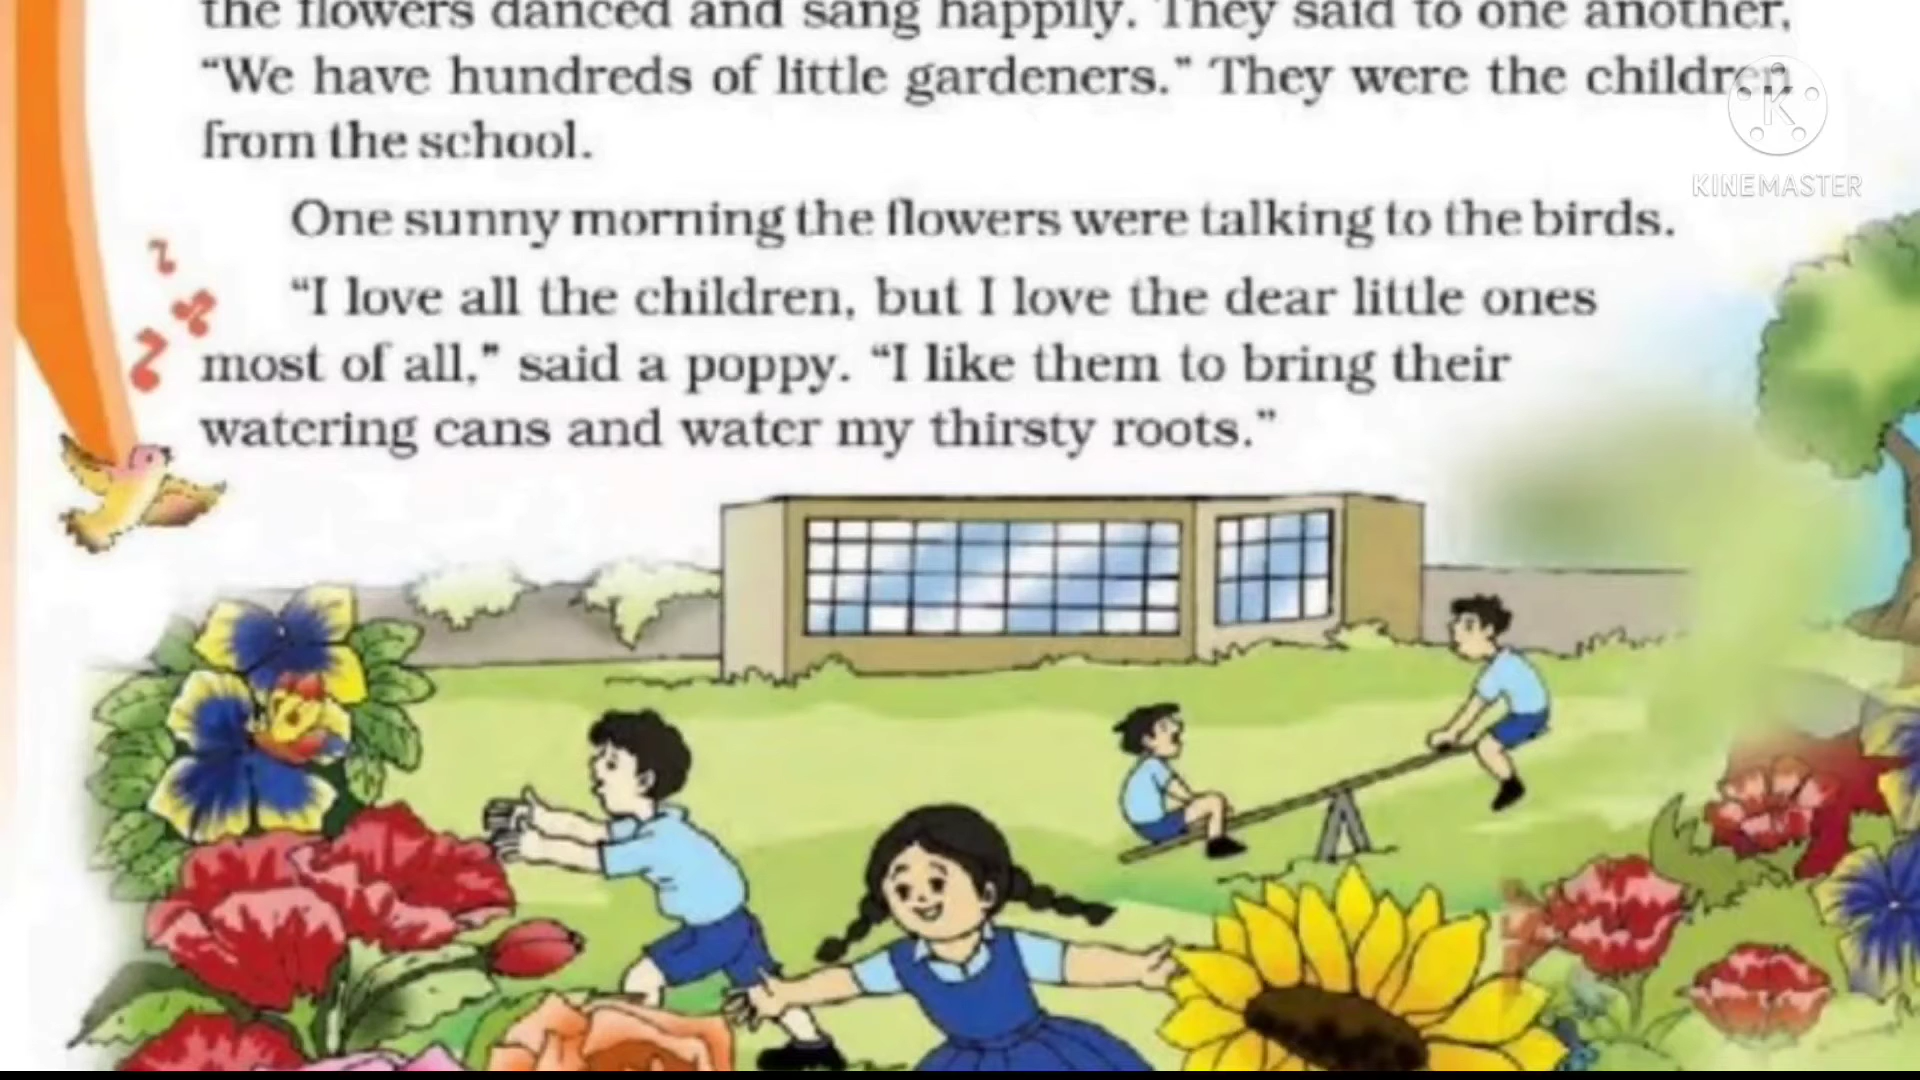 the flowers danced and sang happily. They said to one another,
“We have hundreds of little gardeners.” They were the children
from the school.
One sunny morning the flowers were talking to the birds.
“I love all the children, but I love the dear little ones
most of all,” said a poppy. “I like them to bring their
watering cans and water my thirsty roots.”
K
KINEMASTER